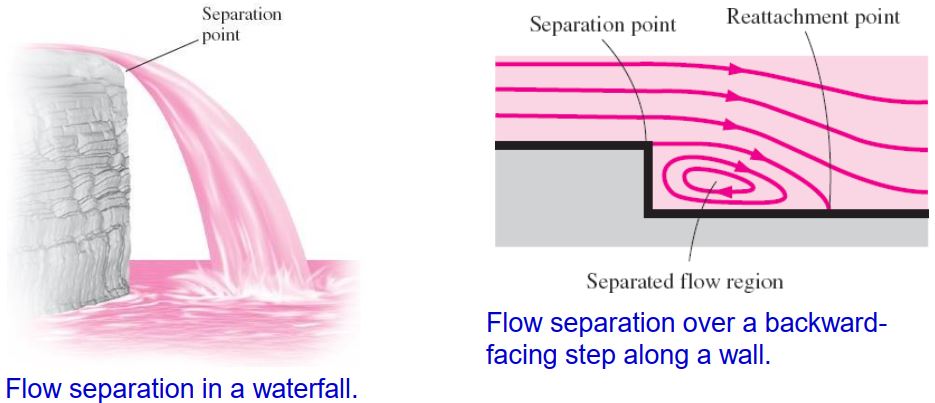 Separation
point
Flow separation in a waterfall.
Separation point
Reattachment point
Separated flow region
Flow separation over a backward-
facing step along a wall.